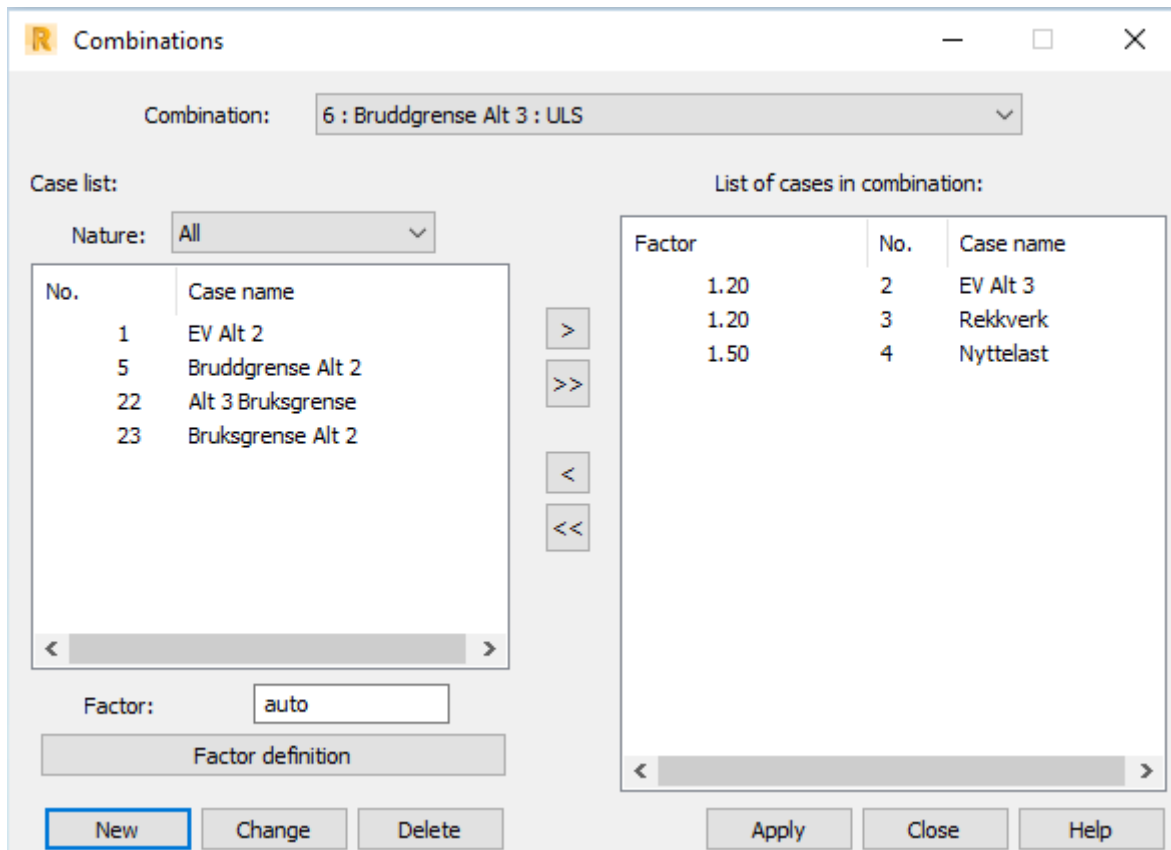 R Combinations
Combination: 6 : Bruddgrense Alt 3 : ULS
Case list:
Nature: All
No. Case name
1 EV Alt 2
5 Bruddgrense Alt 2
22 Alt 3 Bruksgrense
23 Bruksgrense Alt 2
Factor: auto
Factor definition
New Change Delete
> 
>>
<
<<
List of cases in combination:
Factor No. Case name
1.20 2 EV Alt 3
1.20 3 Rekkverk
1.50 4 Nyttelast
Apply Close Help